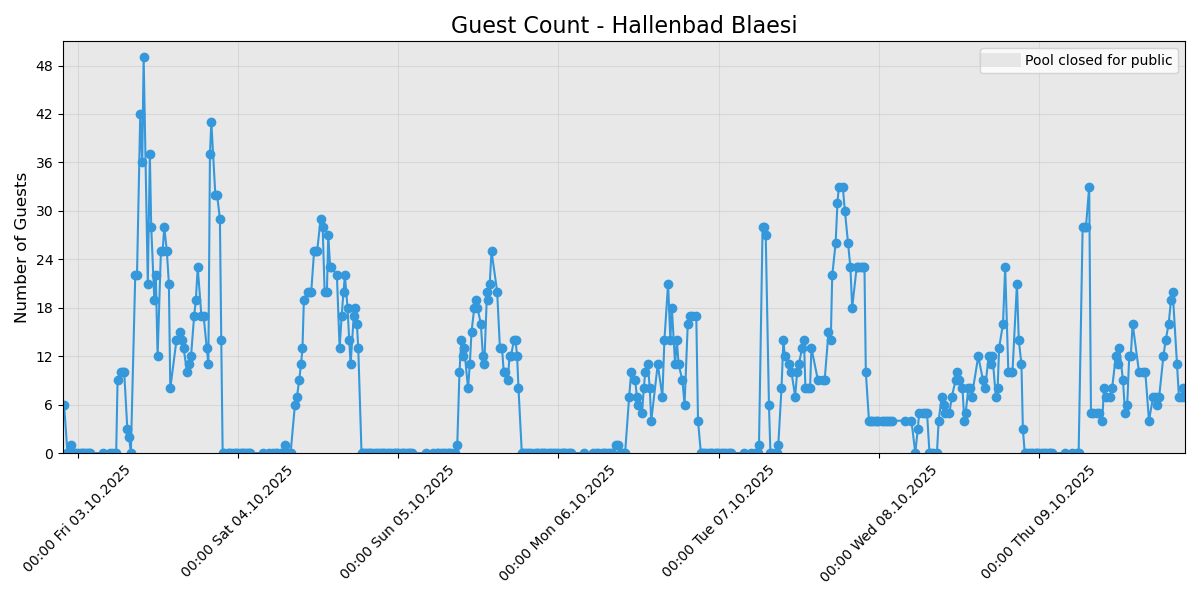 Guest Count - Hallenbad Blaesi
Pool closed for public
Number of Guests
48
42
36
30
24
18
12
6
0
00:00 Fri 03.10.2025
00:00 Sat 04.10.2025
00:00 Sun 05.10.2025
00:00 Mon 06.10.2025
00:00 Tue 07.10.2025
00:00 Wed 08.10.2025
00:00 Thu 09.10.2025